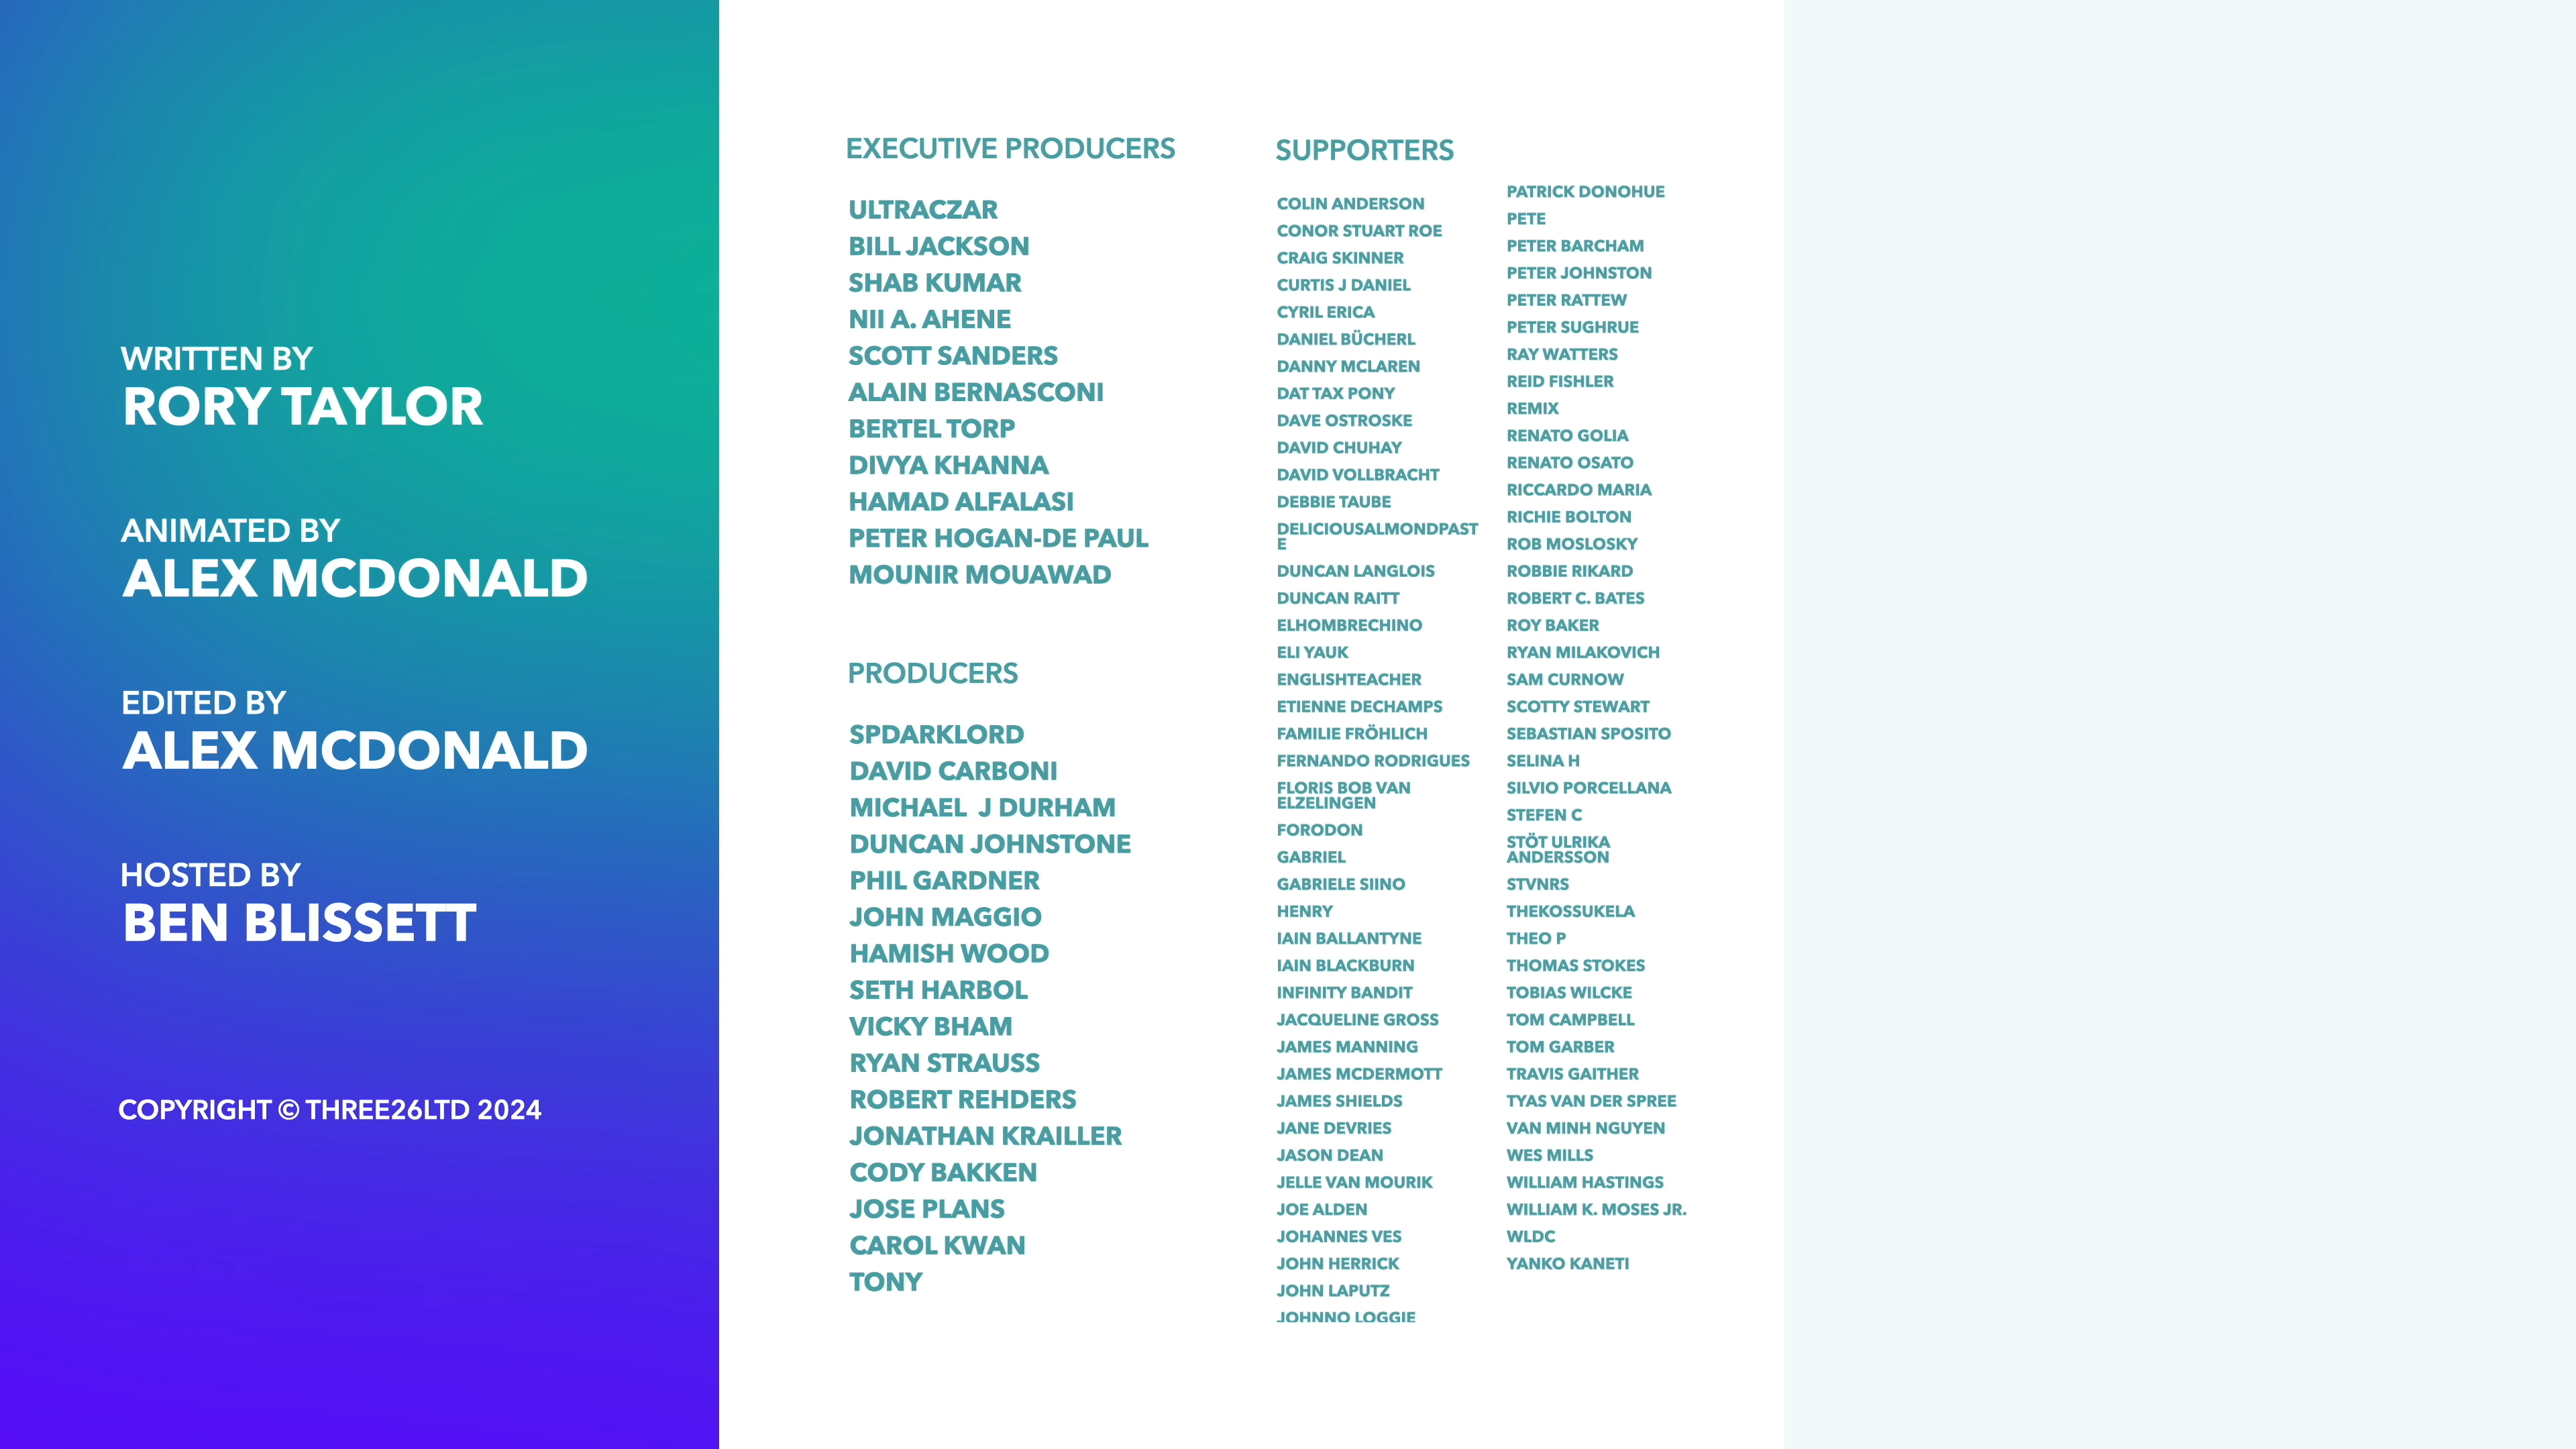 WRITTEN BY
RORY TAYLOR
ANIMATED BY
ALEX MCDONALD
EDITED BY
ALEX MCDONALD
HOSTED BY
BEN BLISSETT
COPYRIGHT © THREE26LTD 2024
EXECUTIVE PRODUCERS
ULTRACZAR
BILL JACKSON
SHAB KUMAR
NII A. AHENE
SCOTT SANDERS
ALAIN BERNASCONI
BERTEL TORP
DIVYA KHANNA
HAMAD ALFALASI
PETER HOGAN-DE PAUL
MOUNIR MOUAWAD
PRODUCERS
SPDARKLORD
DAVID CARBONI
MICHAEL  J DURHAM
DUNCAN JOHNSTONE
PHIL GARDNER
JOHN MAGGIO
HAMISH WOOD
SETH HARBOL
VICKY BHAM
RYAN STRAUSS
ROBERT REHDERS
JONATHAN KRAILLER
CODY BAKKEN
JOSE PLANS
CAROL KWAN
TONY
SUPPORTERS
COLIN ANDERSON
CONOR STUART ROE
CRAIG SKINNER
CURTIS J DANIEL
CYRIL ERICA
DANIEL BÜCHERL
DANNY MCLAREN
DAT TAX PONY
DAVE OSTROSKE
DAVID CHUHAY
DAVID VOLLBRACHT
DEBBIE TAUBE
DELICIOUSALMONDPAST
E
DUNCAN LANGLOIS
DUNCAN RAITT
ELHOMBRECHINO
ELI YAUK
ENGLISHTEACHER
ETIENNE DECHAMPS
FAMILIE FRÖHLICH
FERNANDO RODRIGUES
FLORIS BOB VAN
ELZELINGEN
FORODON
GABRIEL
GABRIELE SIINO
HENRY
IAIN BALLANTYNE
IAIN BLACKBURN
INFINITY BANDIT
JACQUELINE GROSS
JAMES MANNING
JAMES MCDERMOTT
JAMES SHIELDS
JANE DEVRIES
JASON DEAN
JELLE VAN MOURIK
JOE ALDEN
JOHANNES VES
JOHN HERRICK
JOHN LAPUTZ
JOHNNO LOGGIE
PATRICK DONOHUE
PETE
PETER BARCHAM
PETER JOHNSTON
PETER RATTEW
PETER SUGHRUE
RAY WATTERS
REID FISHLER
REMIX
RENATO GOLIA
RENATO OSATO
RICCARDO MARIA
RICHIE BOLTON
ROB MOSLOSKY
ROBBIE RIKARD
ROBERT C. BATES
ROY BAKER
RYAN MILAKOVICH
SAM CURNOW
SCOTTY STEWART
SEBASTIAN SPOSITO
SELINA H
SILVIO PORCELLANA
STEFEN C
STÖT ULRIKA
ANDERSSON
STVNRS
THEKOSSUKELA
THEO P
THOMAS STOKES
TOBIAS WILCKE
TOM CAMPBELL
TOM GARBER
TRAVIS GAITHER
TYAS VAN DER SPREE
VAN MINH NGUYEN
WES MILLS
WILLIAM HASTINGS
WILLIAM K. MOSES JR.
WLDC
YANKO KANETI